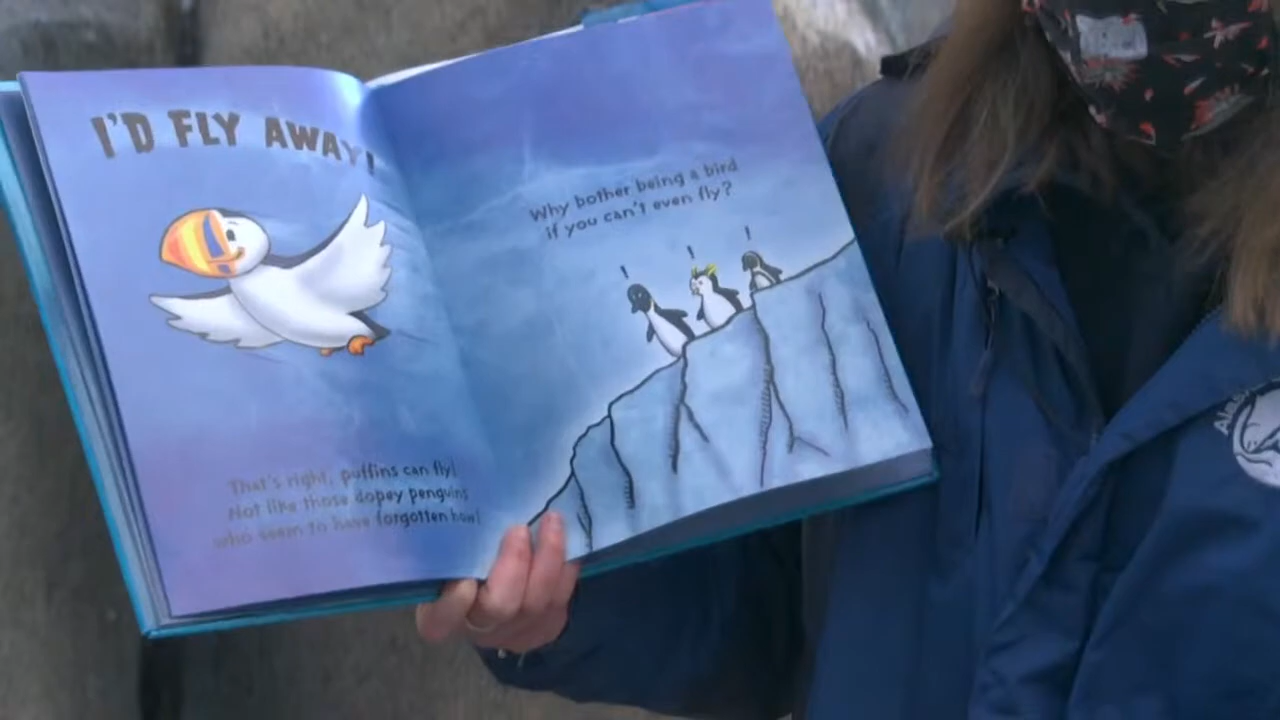 I'D FLY AWAY!
That's right, puffins can fly!
Not like those dopey penguins
who seem to have forgotten how!
Why bother being a bird
if you can't even fly?
!
!
!